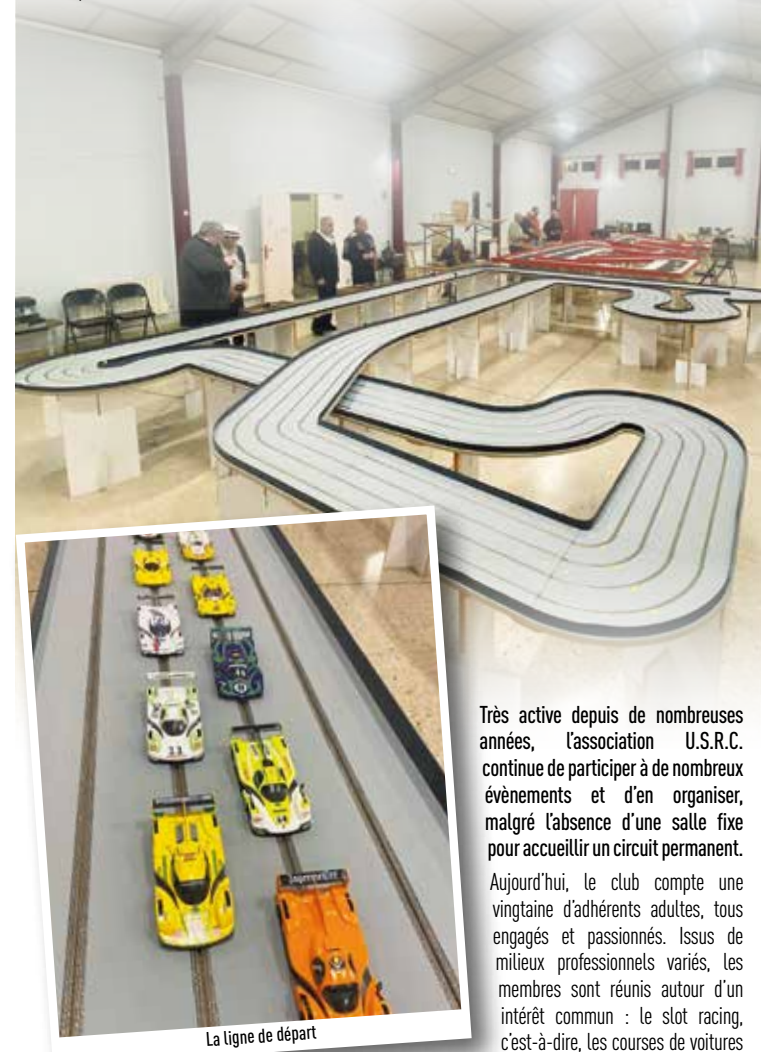 Très active depuis de nombreuses
années, l'association U.S.R.C.
continue de participer à de nombreux
évènements et d'en organiser,
malgré l'absence d'une salle fixe
pour accueillir un circuit permanent.
Aujourd'hui, le club compte une
vingtaine d'adhérents adultes, tous
engagés et passionnés. Issus de
milieux professionnels variés, les
membres sont réunis autour d'un
intérêt commun : le slot racing,
c'est-à-dire, les courses de voitures
La ligne de départ
Jägermeister
33